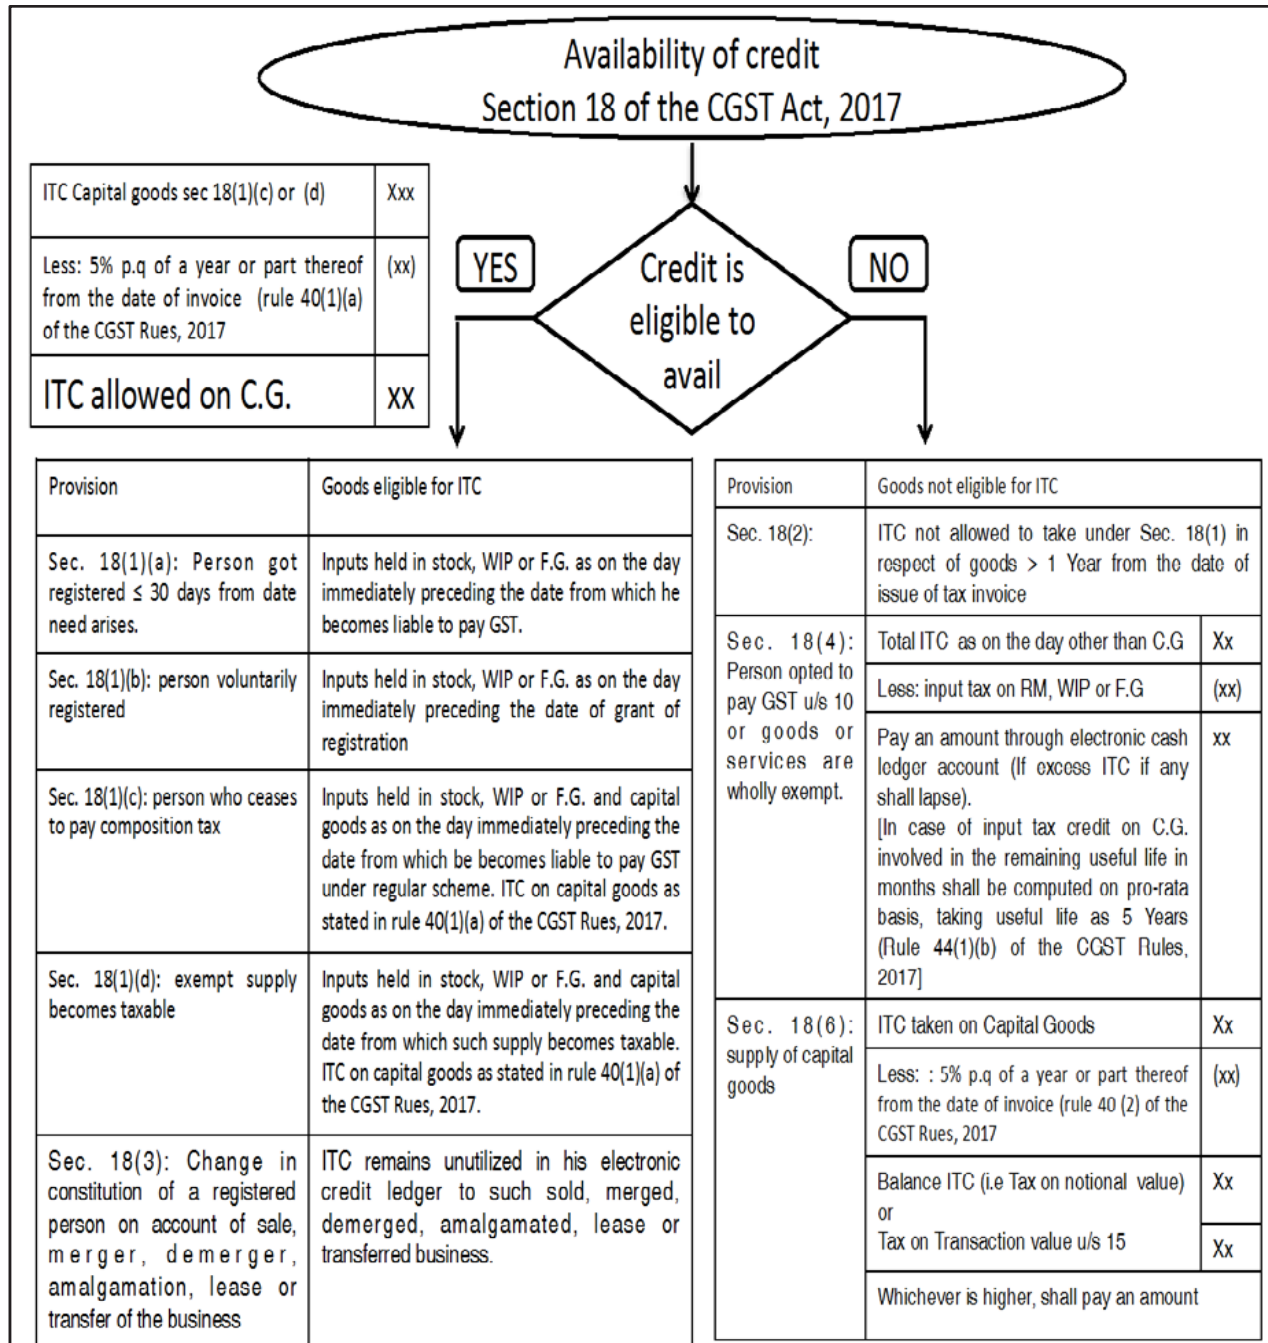 Availability of credit
Section 18 of the CGST Act, 2017
ITC Capital goods sec 18(1)(c) or (d) Xxx
Less: 5% p.q of a year or part thereof (xx)
from the date of invoice (rule 40(1)(a)
of the CGST Rues, 2017
ITC allowed on C.G. xx
YES
Credit is
eligible to
avail
NO
Provision Goods eligible for ITC
Sec. 18(1)(a): Person got
registered ≤ 30 days from date
need arises.
Inputs held in stock, WIP or F.G. as on the day
immediately preceding the date from which he
becomes liable to pay GST.
Sec. 18(1)(b): person voluntarily
registered
Inputs held in stock, WIP or F.G. as on the day
immediately preceding the date of grant of
registration
Sec. 18(1)(c): person who ceases
to pay composition tax
Inputs held in stock, WIP or F.G. and capital
goods as on the day immediately preceding the
date from which be becomes liable to pay GST
under regular scheme. ITC on capital goods as
stated in rule 40(1)(a) of the CGST Rues, 2017.
Sec. 18(1)(d): exempt supply
becomes taxable
Inputs held in stock, WIP or F.G. and capital
goods as on the day immediately preceding the
date from which such supply becomes taxable.
ITC on capital goods as stated in rule 40(1)(a) of
the CGST Rues, 2017.
Sec. 18(3): Change in
constitution of a registered
person on account of sale,
merger, demerger,
amalgamation, lease or
transfer of the business
ITC remains unutilized in his electronic
credit ledger to such sold, merged,
demerged, amalgamated, lease or
transferred business.
Provision Goods not eligible for ITC
Sec. 18(2):
ITC not allowed to take under Sec. 18(1) in
respect of goods > 1 Year from the date of
issue of tax invoice
Sec. 18(4):
Person opted to
pay GST u/s 10
or goods or
services are
wholly exempt.
Total ITC as on the day other than C.G Xx
Less: input tax on RM, WIP or F.G (xx)
Pay an amount through electronic cash xx
ledger account (If excess ITC if any
shall lapse).
[In case of input tax credit on C.G.
involved in the remaining useful life in
months shall be computed on pro-rata
basis, taking useful life as 5 Years
(Rule 44(1)(b) of the CGST Rules,
2017]
Sec. 18(6):
supply of capital
goods
ITC taken on Capital Goods Xx
Less: : 5% p.q of a year or part thereof (xx)
from the date of invoice (rule 40 (2) of the
CGST Rues, 2017
Balance ITC (i.e Tax on notional value) Xx
or
Tax on Transaction value u/s 15 Xx
Whichever is higher, shall pay an amount